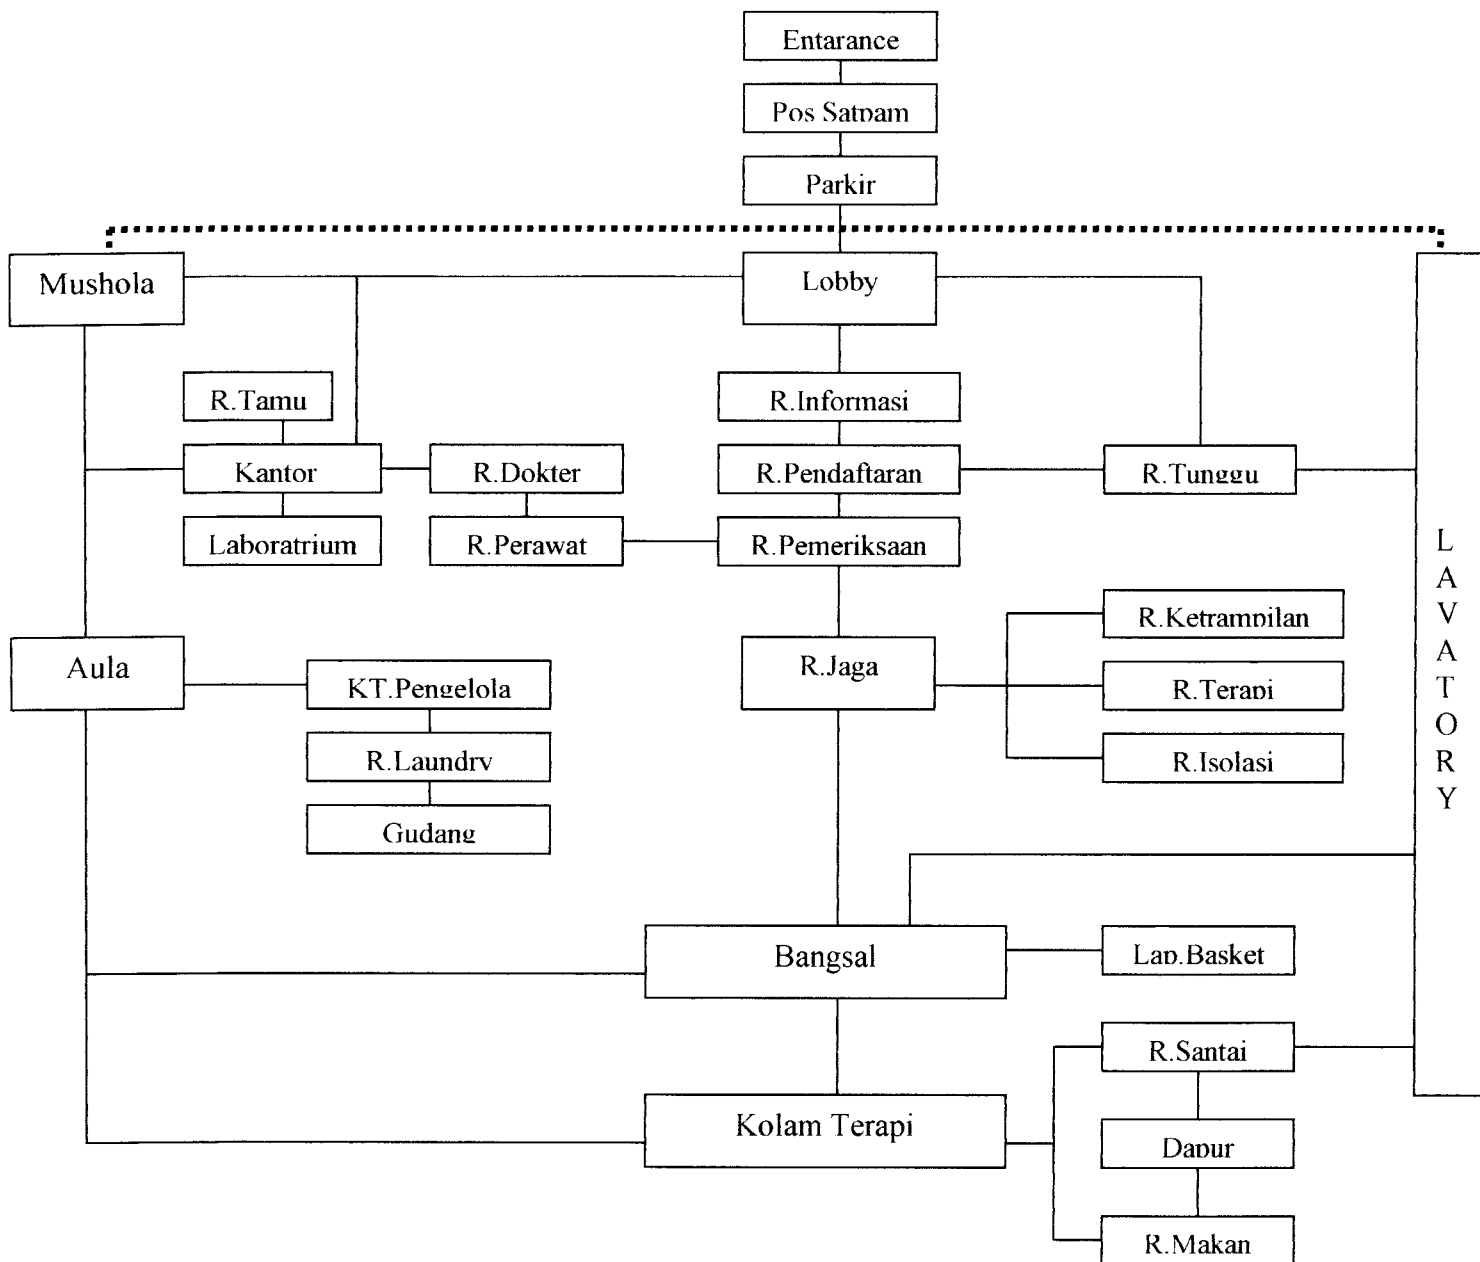 Entarance
Pos Satpam
Parkir
Mushola
Lobby
R.Tamu
R.Informasi
Kantor
R.Dokter
R.Pendaftaran
R.Tunggu
Laboratrium
R.Perawat
R.Pemeriksaan
LAVATORY
R.Ketrampilan
Aula
R.Jaga
KT.Pengelola
R.Terapi
R.Laundry
R.Isolasi
Gudang
Bangsal
Lap.Basket
R.Santai
Kolam Terapi
Dapur
R.Makan